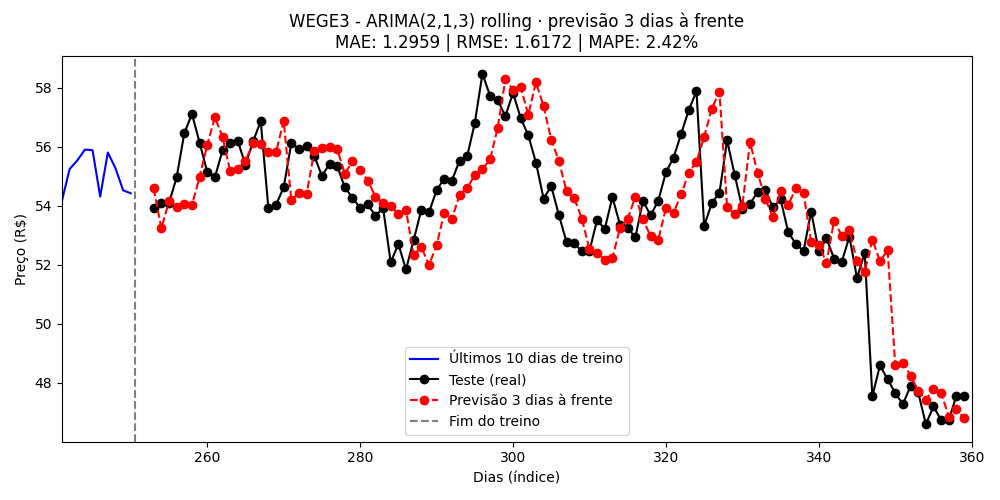 WEGE3 - ARIMA(2,1,3) rolling · previsão 3 dias à frente
MAE: 1.2959 | RMSE: 1.6172 | MAPE: 2.42%
Preço (R$)
58
56
54
52
50
48
Últimos 10 dias de treino
Teste (real)
Previsão 3 dias à frente
Fim do treino
260
280
300
320
340
360
Dias (índice)